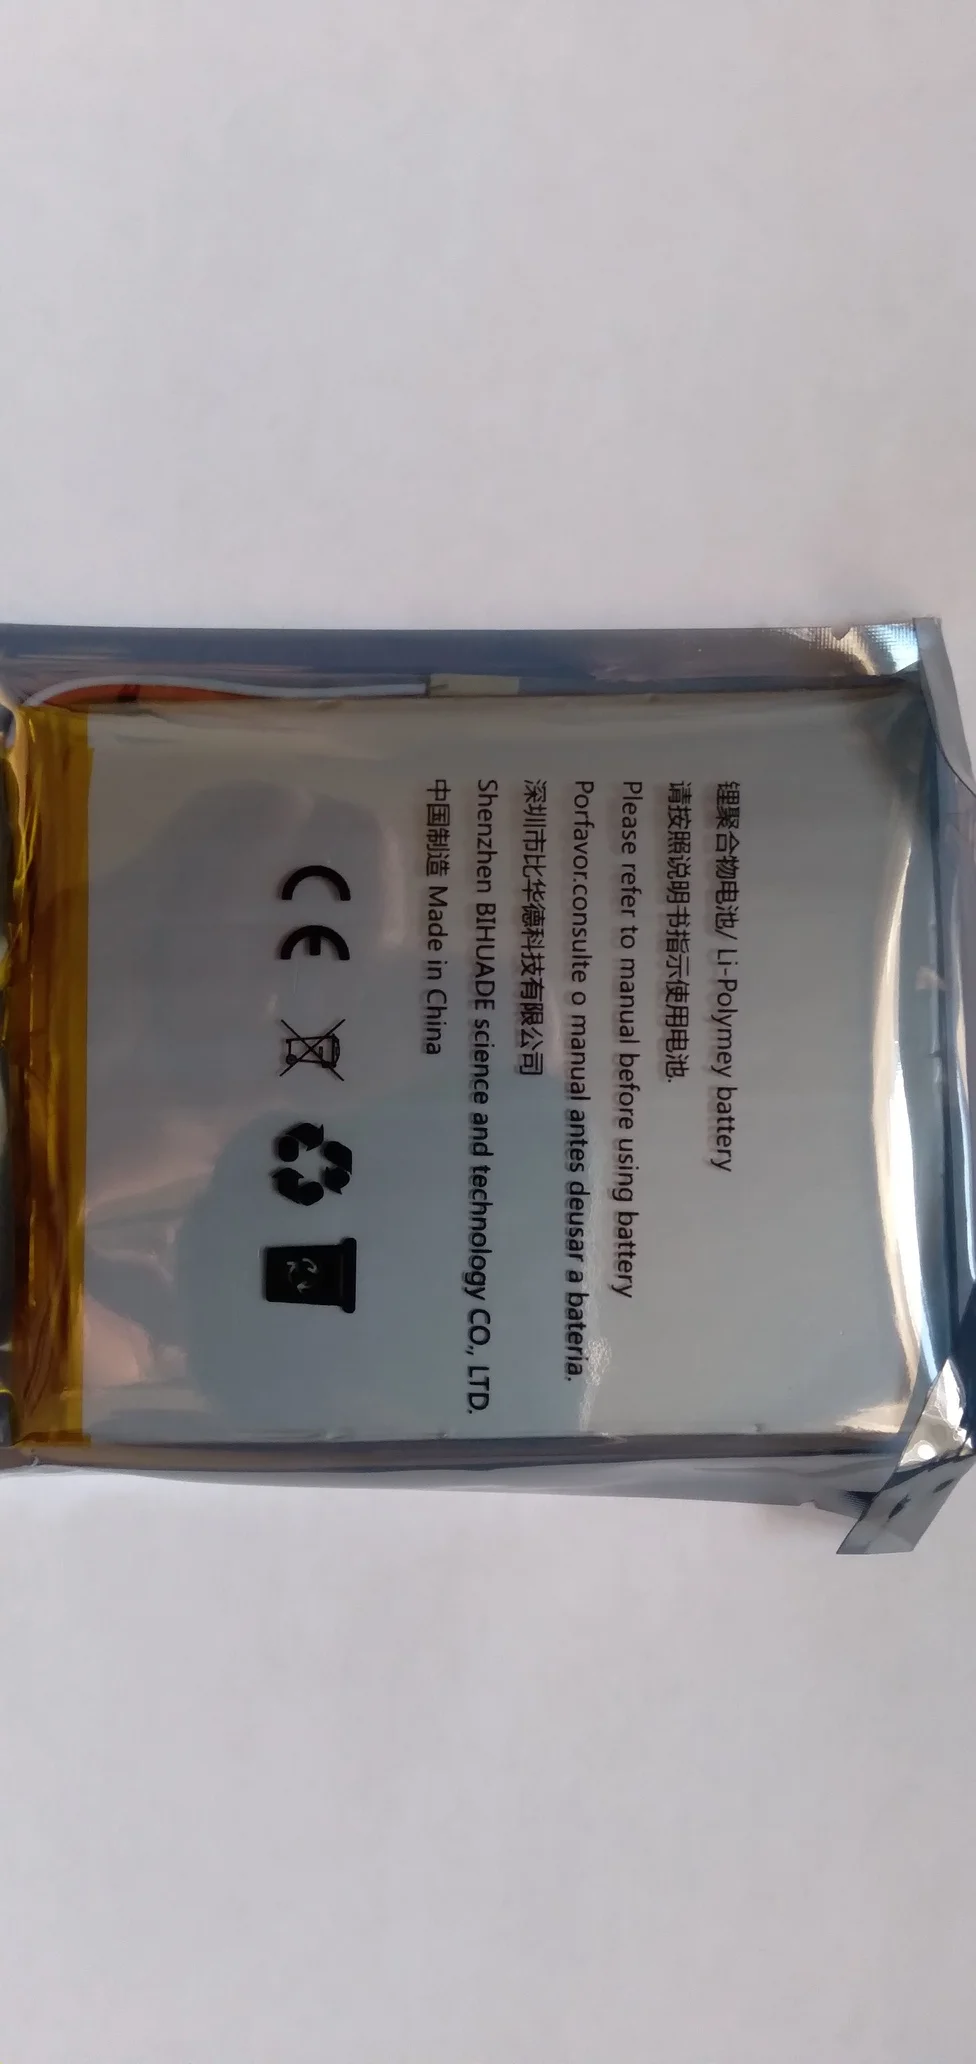 锂聚合物电池/ Li-Polymey battery
请按照说明书指示使用电池.
Please refer to manual before using battery
Porfavor.consulte o manual antes deusar a bateria.
深圳市比华德科技有限公司
Shenzhen BIHUADE science and technology CO., LTD.
中国制造 Made in China
CE